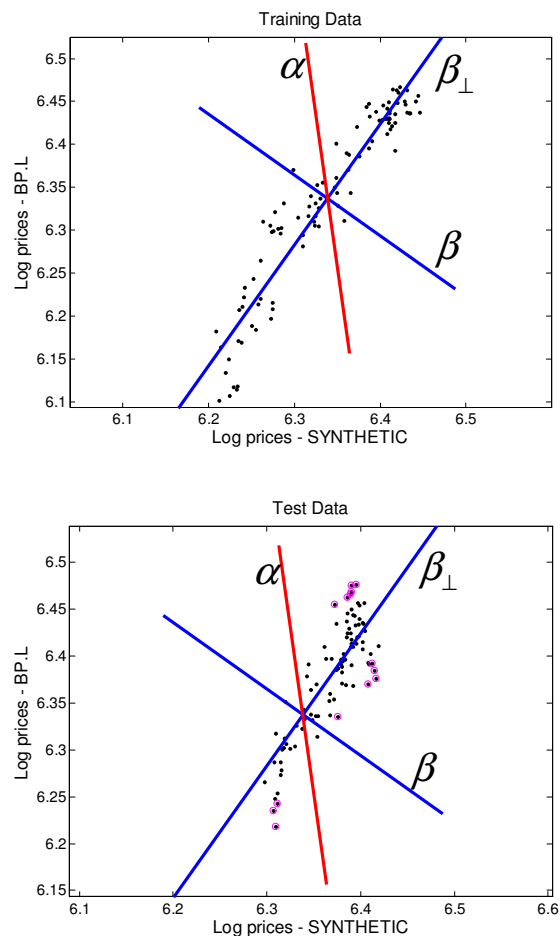 Training Data
Log prices - BP.L
6.5
6.45
6.4
6.35
6.3
6.25
6.2
6.15
6.1
α
β⊥
β
6.1 6.2 6.3 6.4 6.5
Log prices - SYNTHETIC
Test Data
Log prices - BP.L
6.5
6.45
6.4
6.35
6.3
6.25
6.2
6.15
α
β⊥
β
6.1 6.2 6.3 6.4 6.5 6.6
Log prices - SYNTHETIC